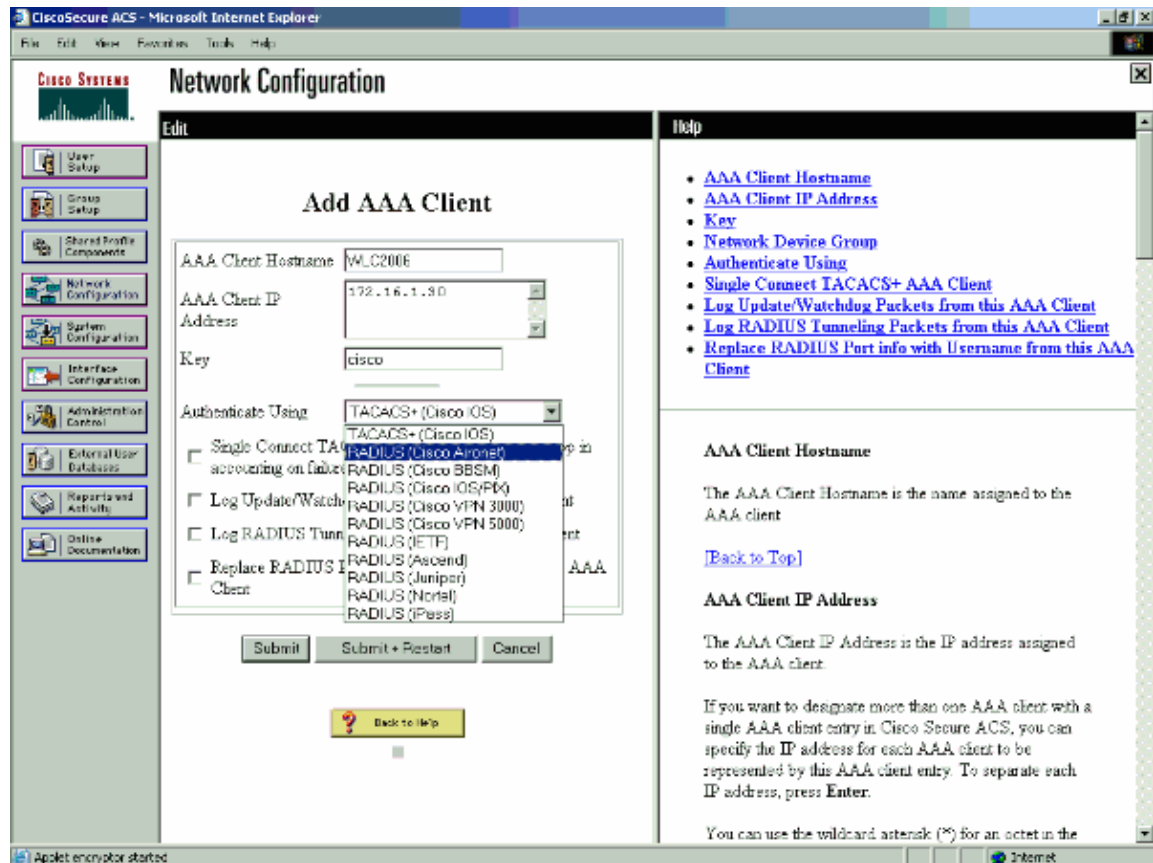 CiscoSecure ACS - Microsoft Internet Explorer
File Edit View Favorites Tools Help
CISCO SYSTEMS
Network Configuration
Edit
Help
User
Setup
Group
Setup
Shared Profile
Components
Network
Configuration
System
Configuration
Interface
Configuration
Administration
Control
External User
Databases
Reports and
Activity
Online
Documentation
Add AAA Client
AAA Client Hostname WLC2006
AAA Client IP
Address
172.16.1.30
Key cisco
Authenticate Using TACACS+ (Cisco IOS)
TACACS+ (Cisco IOS)
RADIUS (Cisco Aironet)
RADIUS (Cisco BBSM)
RADIUS (Cisco IOS/PIX)
RADIUS (Cisco VPN 3000)
RADIUS (Cisco VPN 5000)
RADIUS (IETF)
RADIUS (Ascend)
RADIUS (Juniper)
RADIUS (Nortel)
RADIUS (iPass)
Single Connect in
accounting on
Log
Log RADIUS
Replace RADIUS AAA
Client
Submit Submit + Restart Cancel
Back to Help
• AAA Client Hostname
• AAA Client IP Address
• Key
• Network Device Group
• Authenticate Using
• Single Connect TACACS+ AAA Client
• Log Update/Watchdog Packets from this AAA Client
• Log RADIUS Tunneling Packets from this AAA Client
• Replace RADIUS Port info with Username from this AAA
Client
AAA Client Hostname
The AAA Client Hostname is the name assigned to the
AAA client.
[Back to Top]
AAA Client IP Address
The AAA Client IP Address is the IP address assigned
to the AAA client.
If you want to designate more than one AAA client with a
single AAA client entry in Cisco Secure ACS, you can
specify the IP address for each AAA client to be
represented by this AAA client entry. To separate each
IP address, press Enter.
You can use the wildcard asterisk (*) for an octet in the
Applet encryptor started
Internet